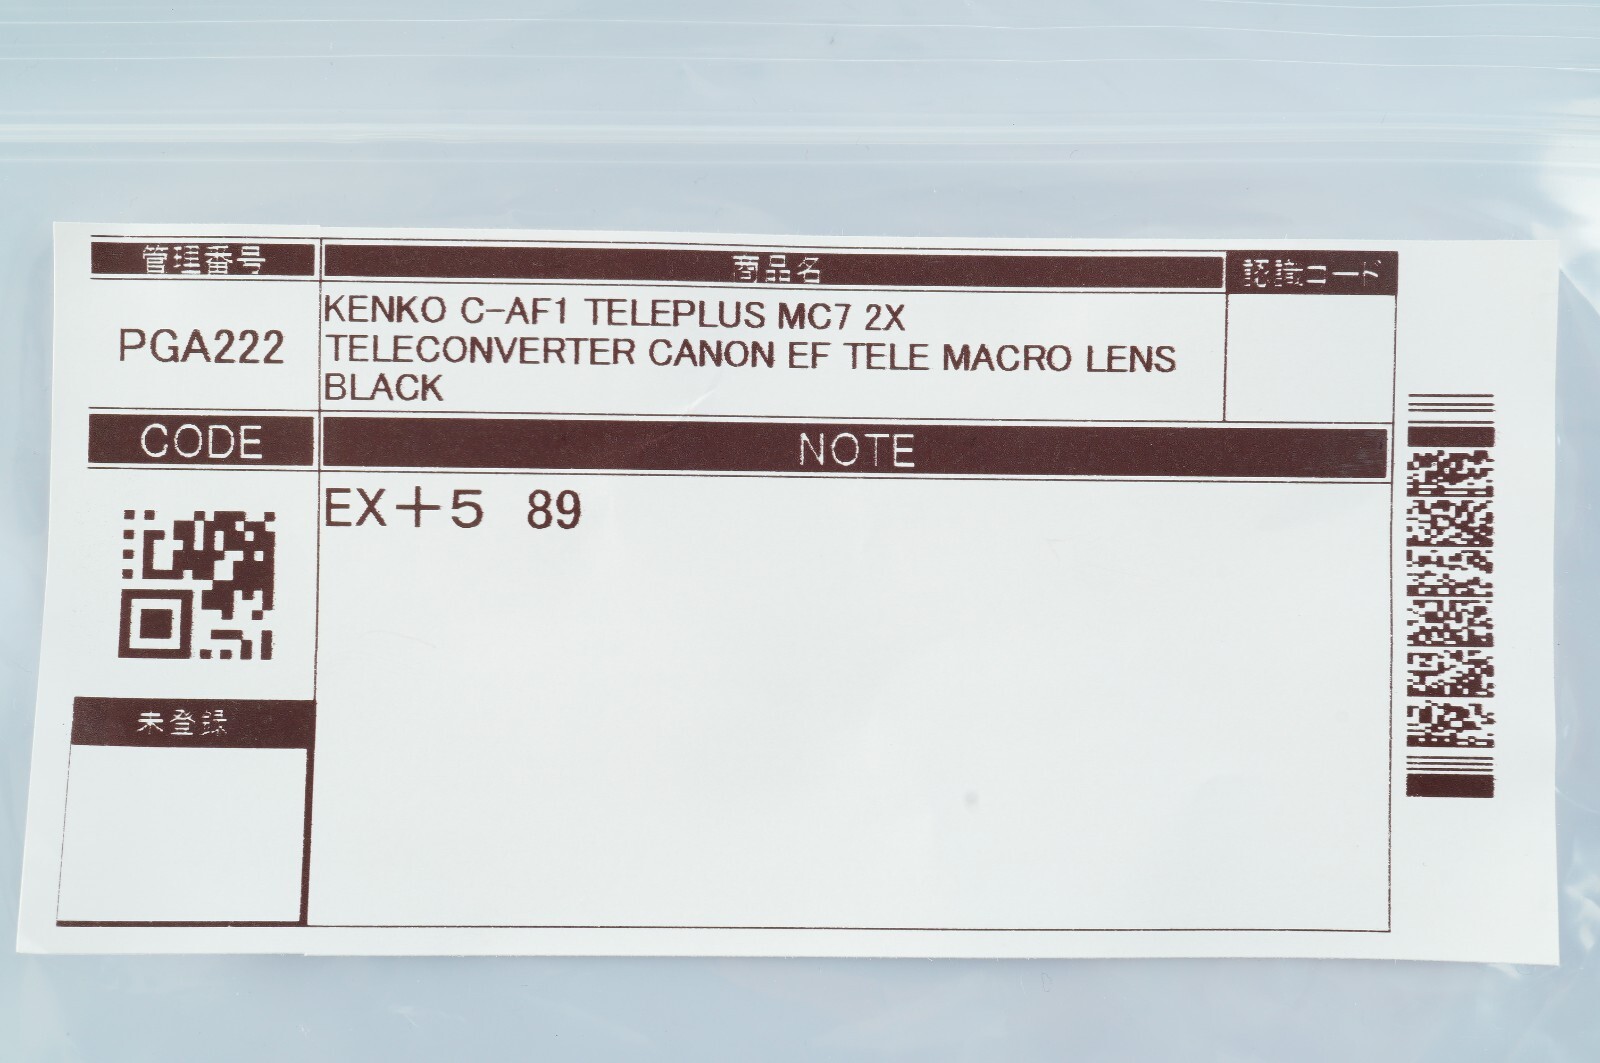 管理番号
商品名
認識コード
PGA222
KENKO C-AF1 TELEPLUS MC7 2X
TELECONVERTER CANON EF TELE MACRO LENS
BLACK
CODE
NOTE
EX+5 89
未登録